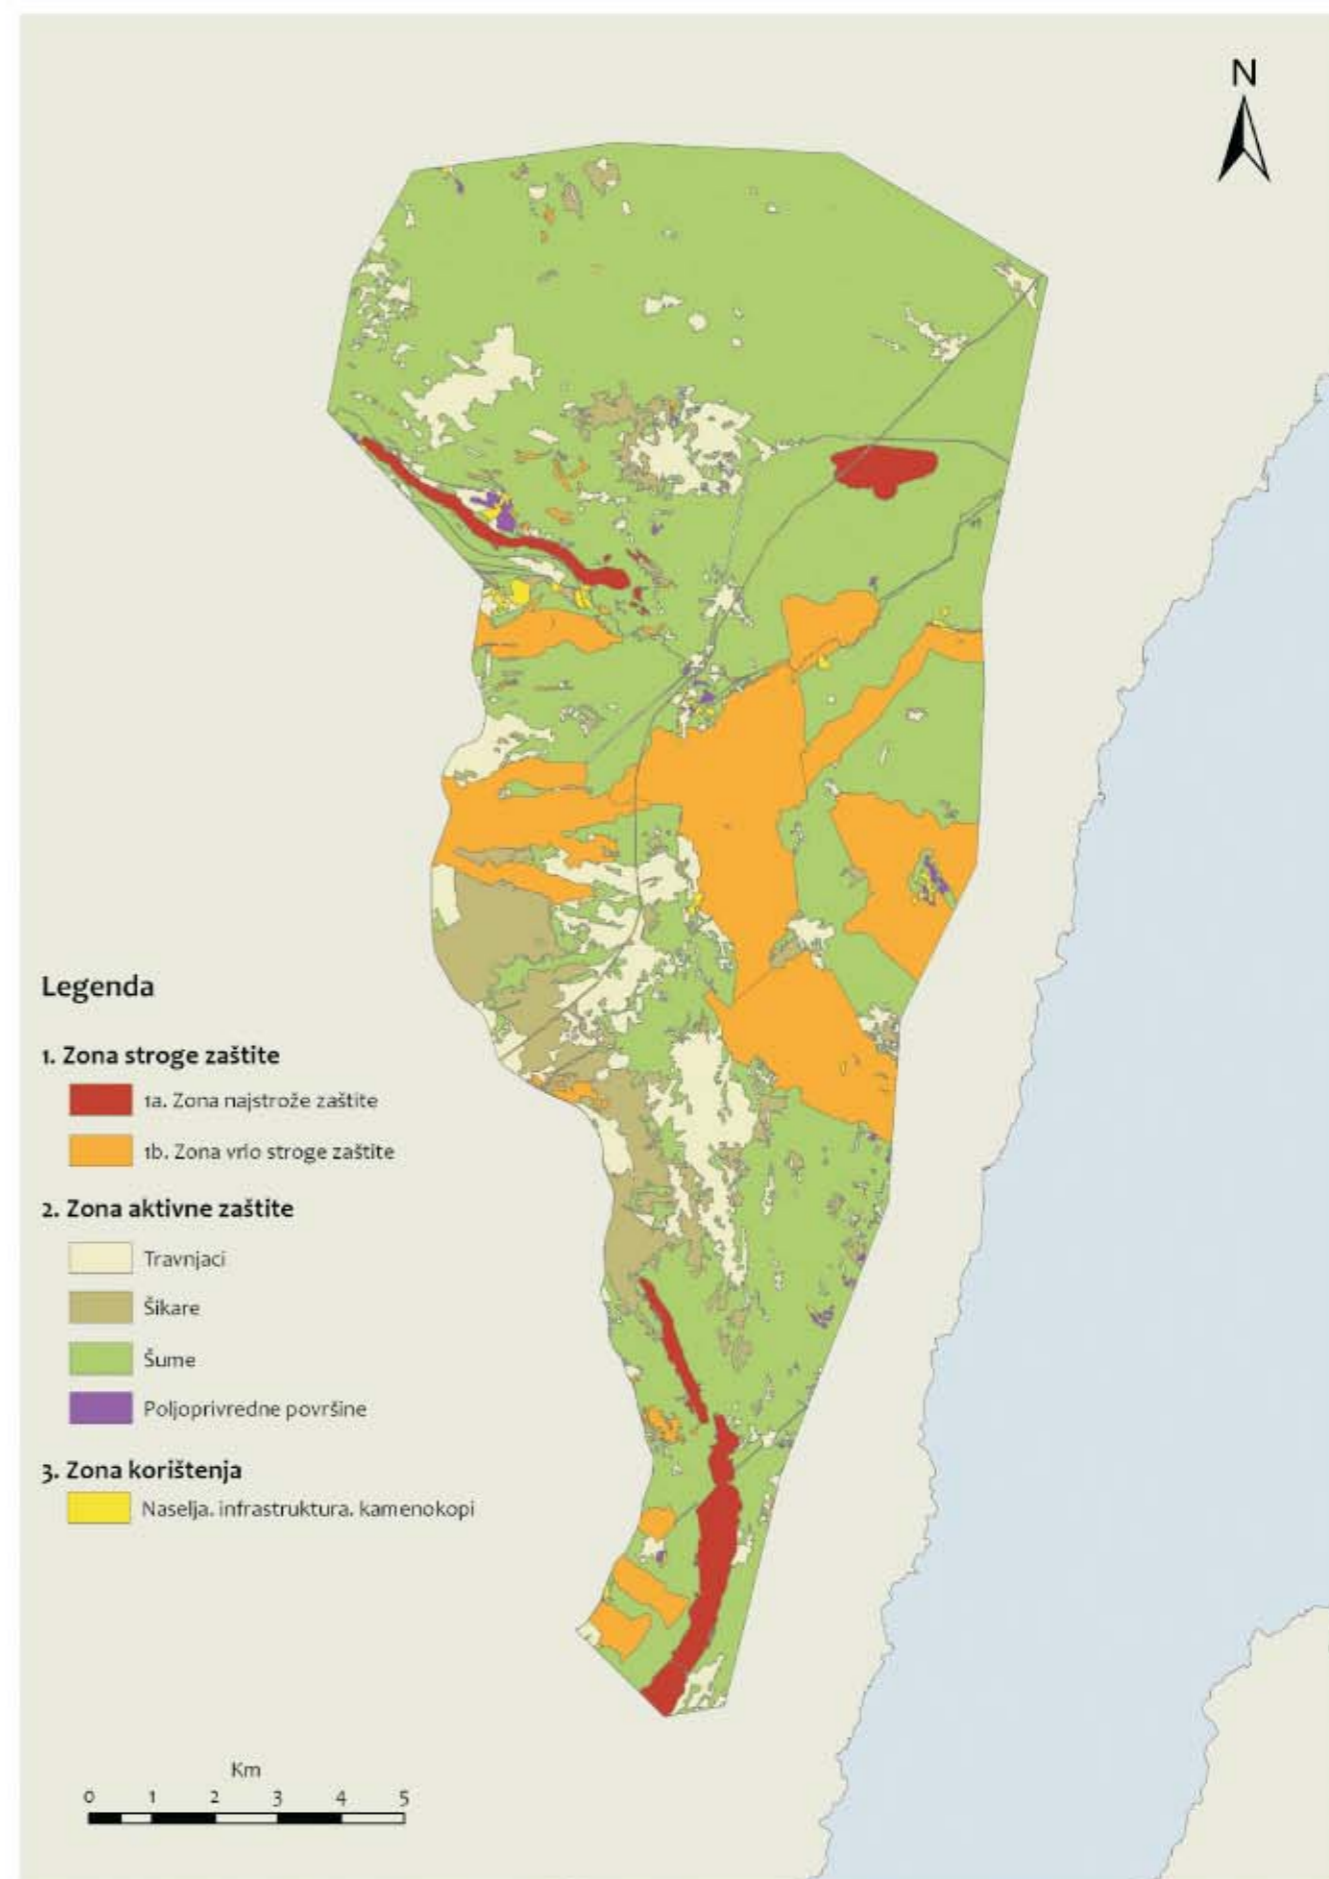 N
Legenda
1. Zona stroge zaštite
1a. Zona najstrože zaštite
1b. Zona vrlo stroge zaštite
2. Zona aktivne zaštite
Travnjaci
Šikare
Šume
Poljoprivredne površine
3. Zona korištenja
Naselja. infrastruktura. kamenokopi
Km
0 1 2 3 4 5